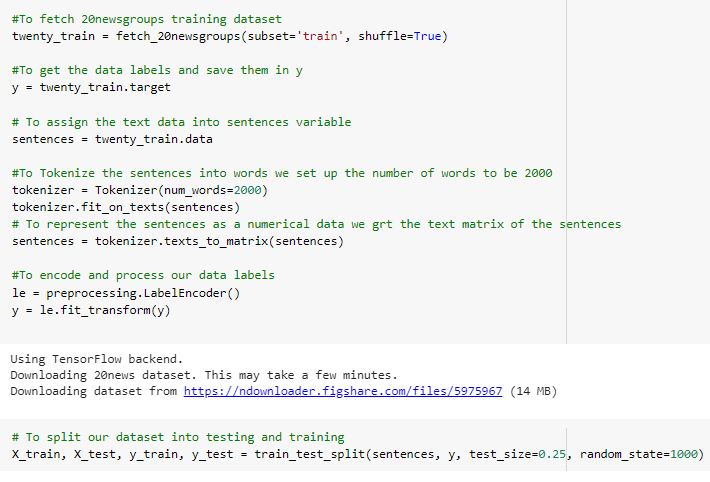 #To fetch 20newsgroups training dataset
twenty_train = fetch_20newsgroups(subset='train', shuffle=True)
#To get the data labels and save them in y
y = twenty_train.target
# To assign the text data into sentences variable
sentences = twenty_train.data
#To Tokenize the sentences into words we set up the number of words to be 2000
tokenizer = Tokenizer(num_words=2000)
tokenizer.fit_on_texts(sentences)
# To represent the sentences as a numerical data we grt the text matrix of the sentences
sentences = tokenizer.texts_to_matrix(sentences)
#To encode and process our data labels
le = preprocessing.LabelEncoder()
y = le.fit_transform(y)
Using TensorFlow backend.
Downloading 20news dataset. This may take a few minutes.
Downloading dataset from https://ndownloader.figshare.com/files/5975967 (14 MB)
# To split our dataset into testing and training
X_train, X_test, y_train, y_test = train_test_split(sentences, y, test_size=0.25, random_state=1000)